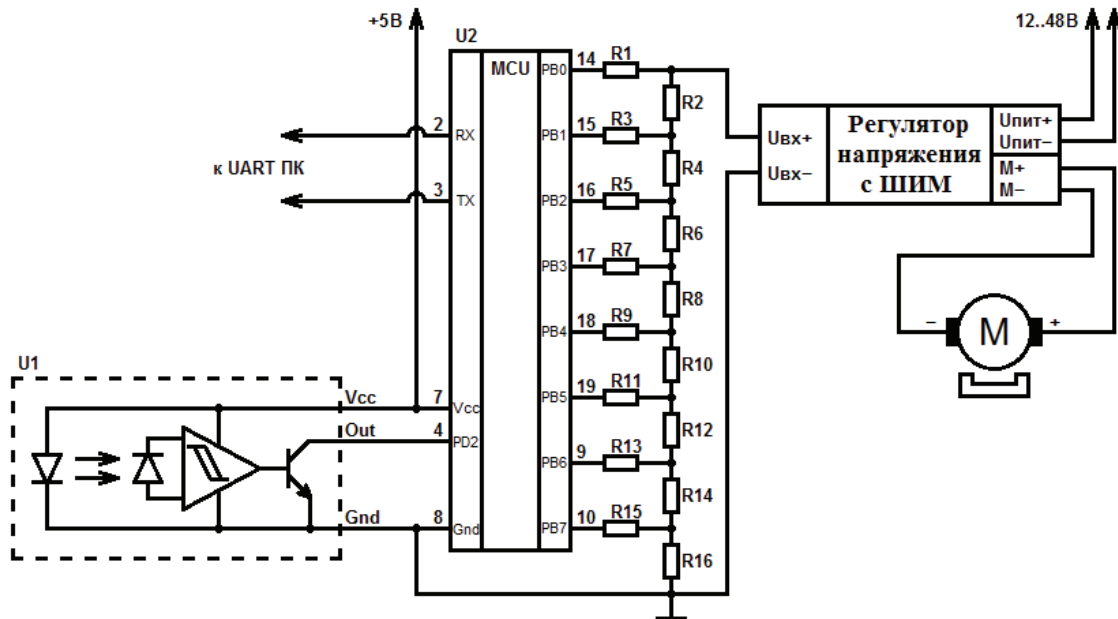 +5В
12..48В
U2
MCU
14
PB0
R1
R2
2
RX
15
PB1
R3
R4
к UART ПК
3
TX
16
PB2
R5
R6
17
PB3
R7
R8
18
PB4
R9
R10
19
PB5
R11
R12
9
PB6
R13
R14
10
PB7
R15
R16
7
Vcc
4
PD2
8
Gnd
U1
Vcc
Out
Gnd
Uвх+
Uвх−
Регулятор
напряжения
с ШИМ
Uпит+
Uпит−
М+
М−
−
М
+